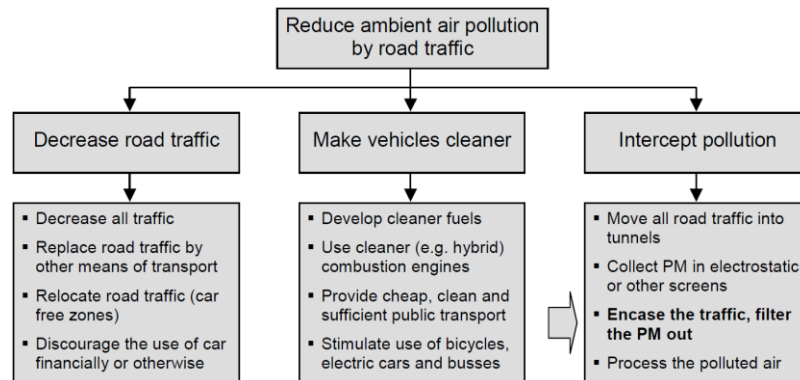 Reduce ambient air pollution
by road traffic
Decrease road traffic
Make vehicles cleaner
Intercept pollution
▪ Decrease all traffic
▪ Replace road traffic by
other means of transport
▪ Relocate road traffic (car
free zones)
▪ Discourage the use of car
financially or otherwise
▪ Develop cleaner fuels
▪ Use cleaner (e.g. hybrid)
combustion engines
▪ Provide cheap, clean and
sufficient public transport
▪ Stimulate use of bicycles,
electric cars and busses
▪ Move all road traffic into
tunnels
▪ Collect PM in electrostatic
or other screens
▪ Encase the traffic, filter
the PM out
▪ Process the polluted air